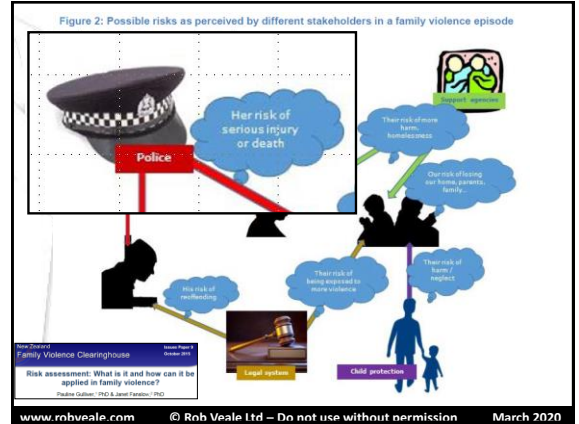 Figure 2: Possible risks as perceived by different stakeholders in a family violence episode
Her risk of
serious injury
or death
Police
Support agencies
Their risk of more
harm,
homelessness
Our risk of losing
our home, parents,
family...
His risk of
reoffending
Their risk of
being exposed to
more violence
Their risk of
harm /
neglect
Legal system
Child protection
New Zealand
Family Violence Clearinghouse
Issues Paper 9
October 2015
Risk assessment: What is it and how can it be
applied in family violence?
Pauline Gulliver, PhD & Janet Fanslow, PhD
www.robveale.com © Rob Veale Ltd – Do not use without permission March 2020